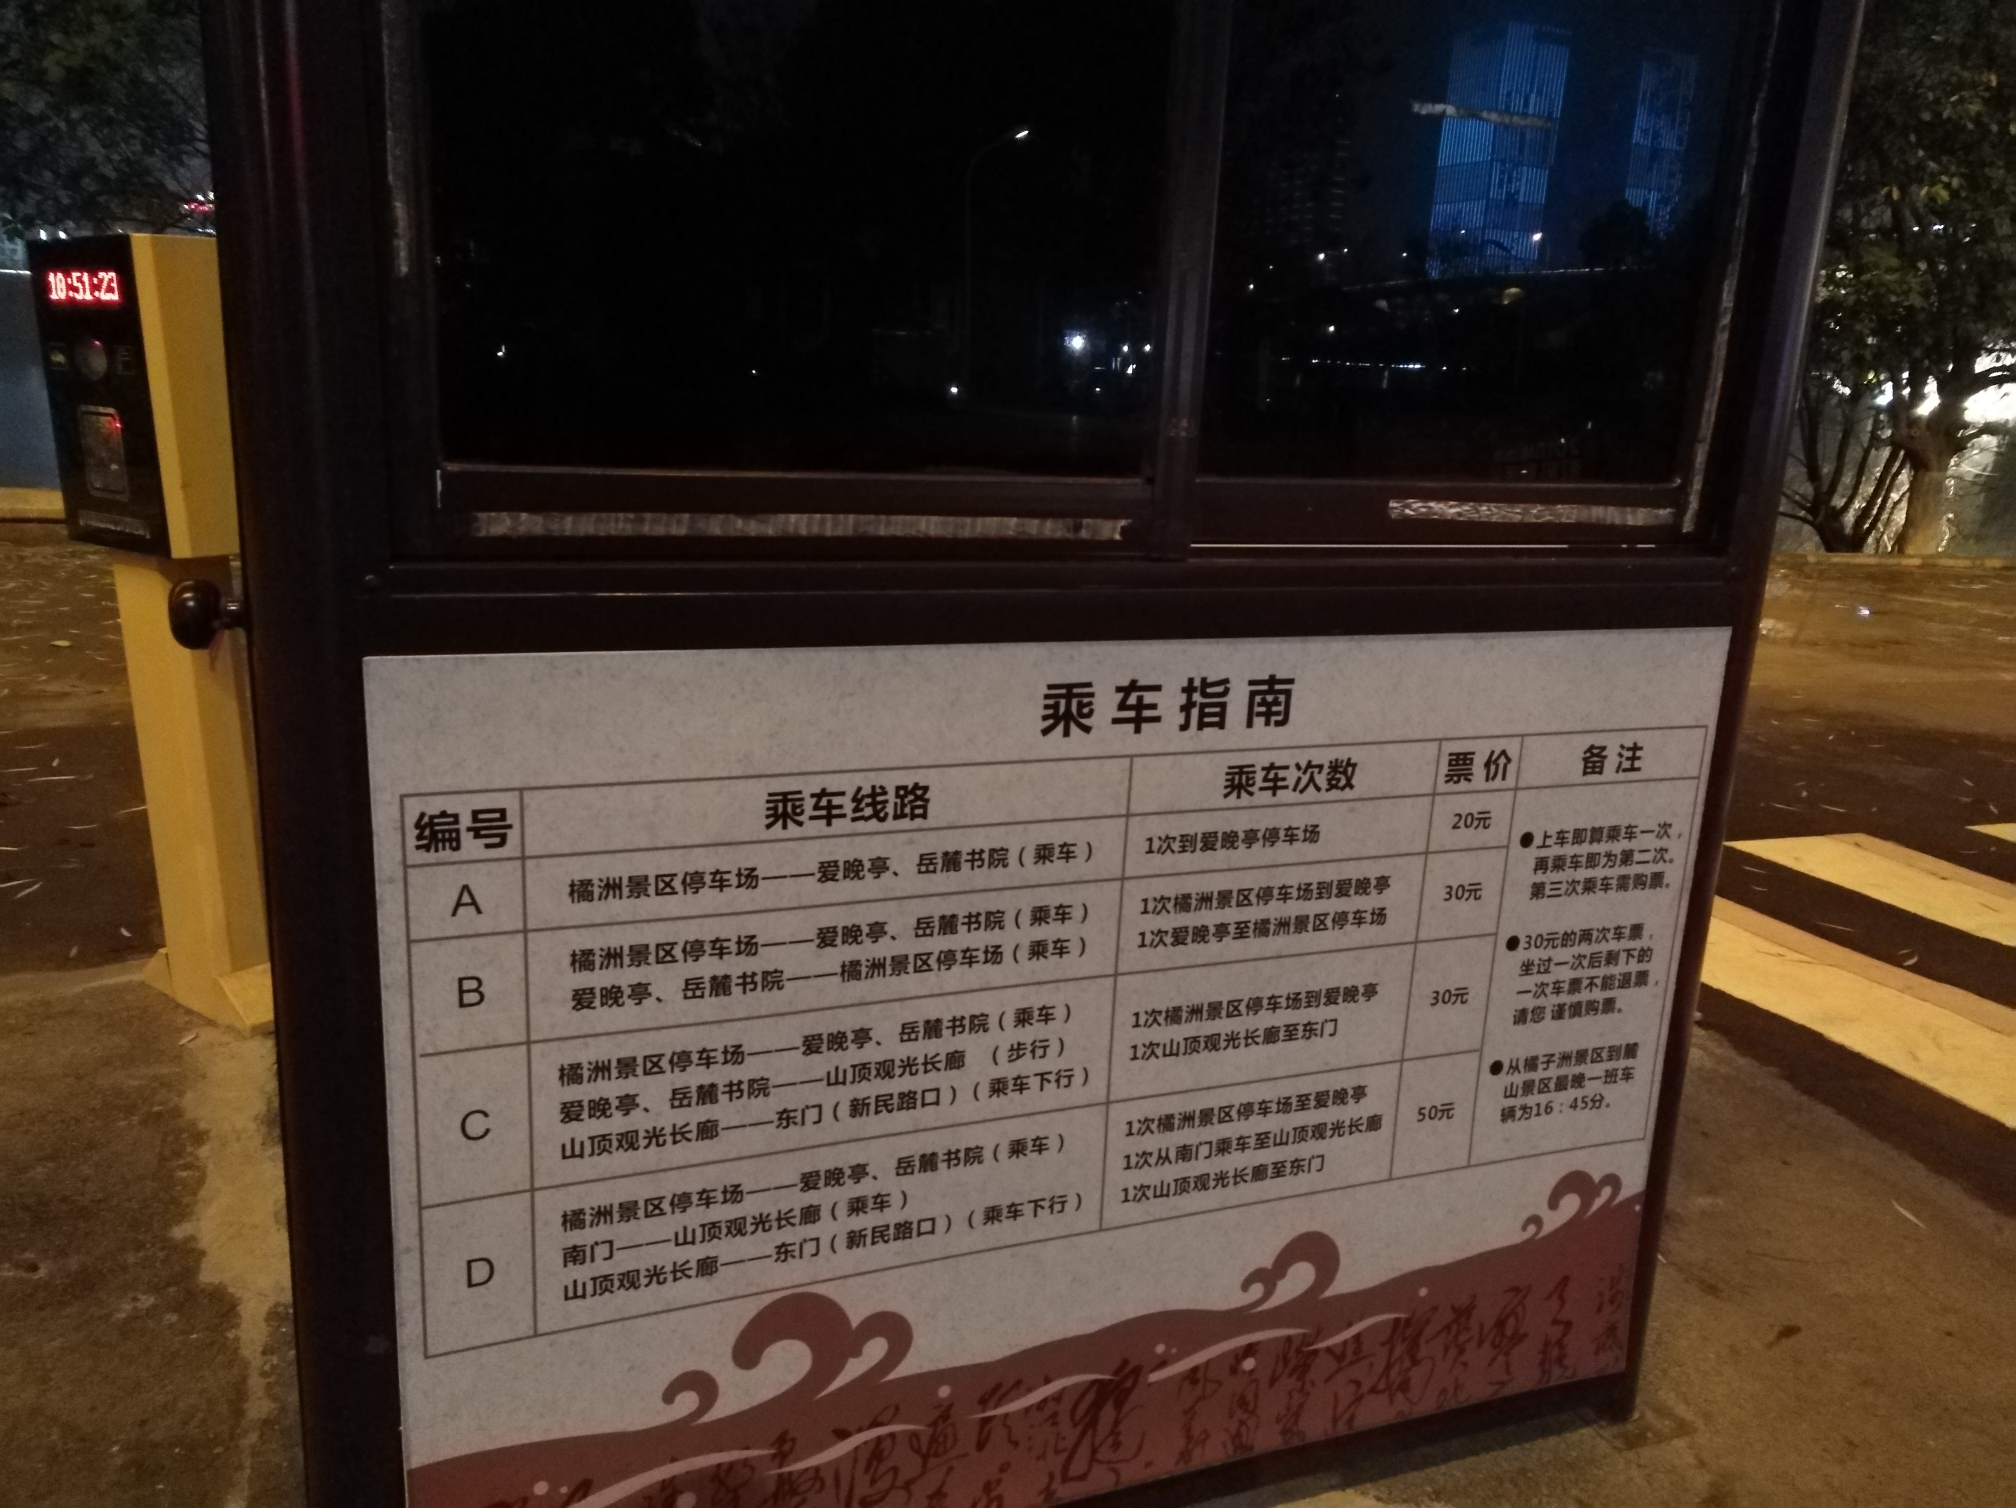 18:51:23
乘车指南
编号
乘车线路
乘车次数
票价
备注
A
橘洲景区停车场——爱晚亭、岳麓书院（乘车）
1次到爱晚亭停车场
20元
B
橘洲景区停车场——爱晚亭、岳麓书院（乘车）
爱晚亭、岳麓书院——橘洲景区停车场（乘车）
1次橘洲景区停车场到爱晚亭
1次爱晚亭至橘洲景区停车场
30元
C
橘洲景区停车场——爱晚亭、岳麓书院（乘车）
爱晚亭、岳麓书院——山顶观光长廊 （步行）
山顶观光长廊——东门（新民路口）（乘车下行）
1次橘洲景区停车场到爱晚亭
1次山顶观光长廊至东门
30元
D
橘洲景区停车场——爱晚亭、岳麓书院（乘车）
南门——山顶观光长廊（乘车）
山顶观光长廊——东门（新民路口）（乘车下行）
1次橘洲景区停车场至爱晚亭
1次从南门乘车至山顶观光长廊
1次山顶观光长廊至东门
50元
●上车即算乘车一次，
再乘车即为第二次。
第三次乘车需购票。
●30元的两次车票，
坐过一次后剩下的
一次车票不能退票，
请您 谨慎购票。
●从橘子洲景区到麓
山景区最晚一班车
辆为16：45分。